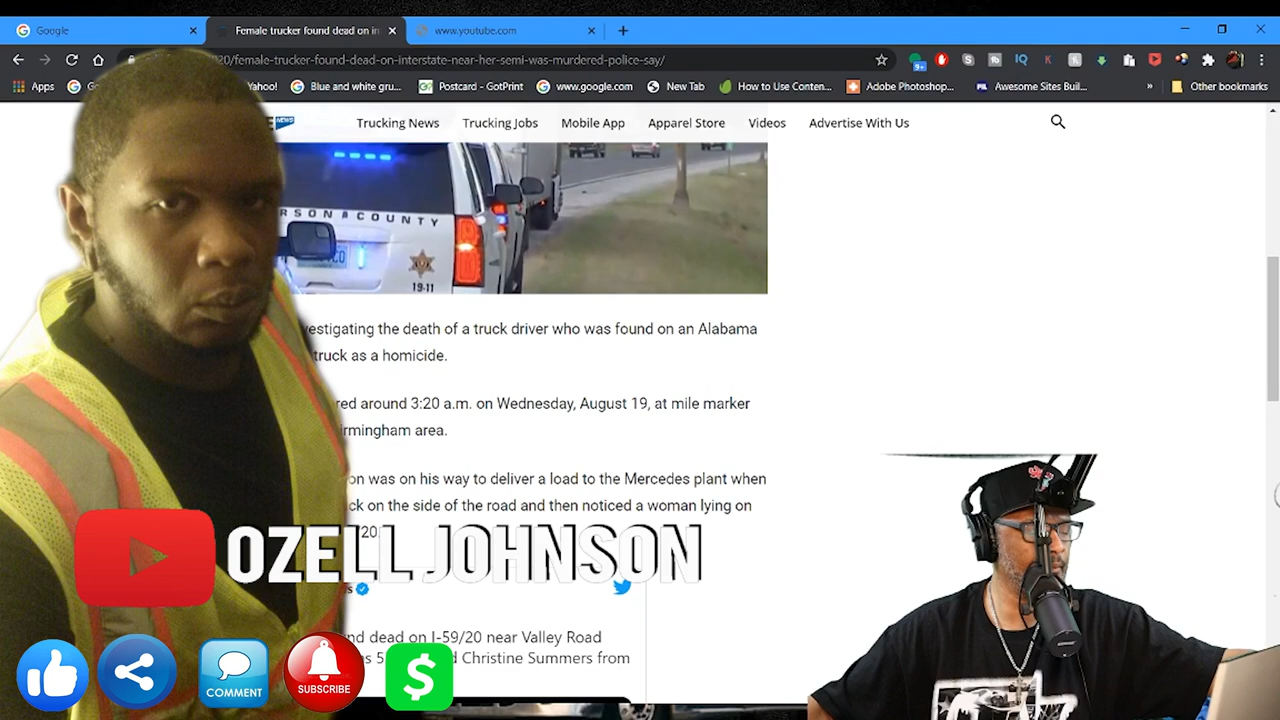 Google
Female trucker found dead on in
www.youtube.com
20/female-trucker-found-dead-on-interstate-near-her-semi-was-murdered-police-say/
9+
Apps
Yahoo!
Blue and white gru...
Postcard - GotPrint
www.google.com
New Tab
How to Use Conten...
Adobe Photoshop...
Awesome Sites Buil...
»
Other bookmarks
NEWS
Trucking News
Trucking Jobs
Mobile App
Apparel Store
Videos
Advertise With Us
RSON COUNTY
19-11
vestigating the death of a truck driver who was found on an Alabama
truck as a homicide.
red around 3:20 a.m. on Wednesday, August 19, at mile marker
irmingham area.
on was on his way to deliver a load to the Mercedes plant when
ck on the side of the road and then noticed a woman lying on
20
OZELL JOHNSON
nd dead on I-59/20 near Valley Road
as 5 d Christine Summers from
COMMENT
SUBSCRIBE
$